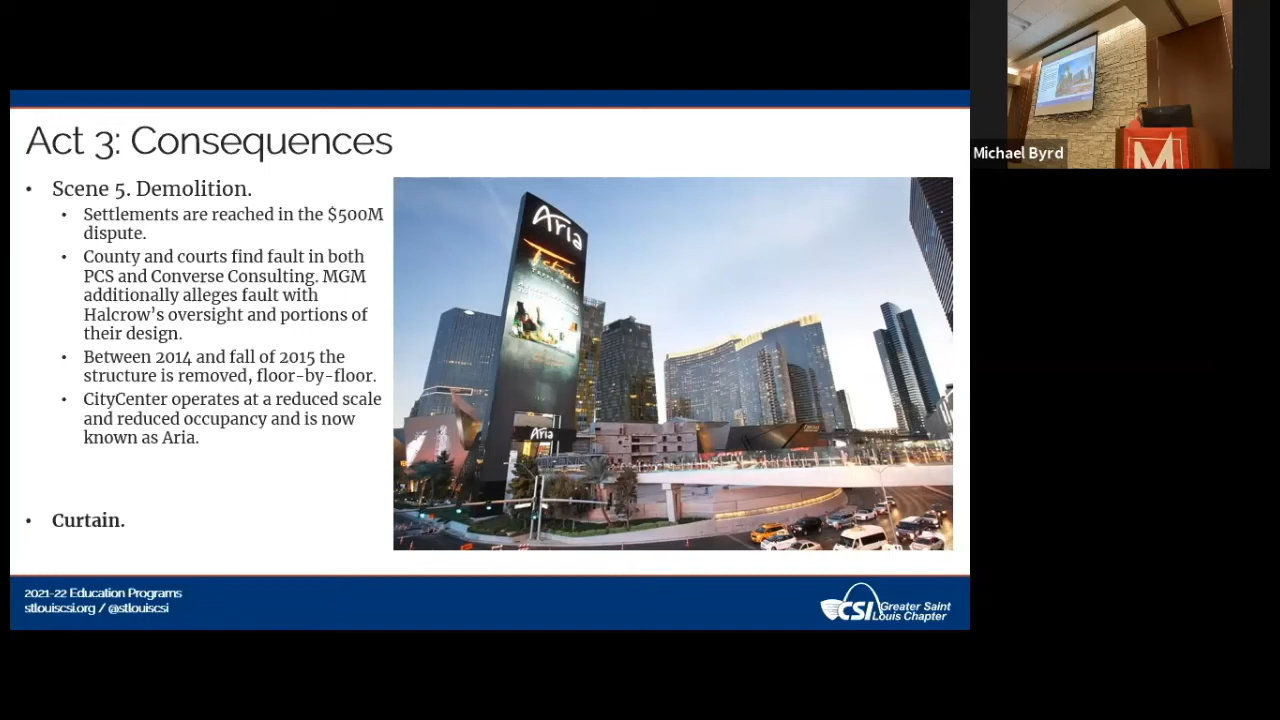 Act 3: Consequences
• Scene 5. Demolition.
• Settlements are reached in the $500M
dispute.
• County and courts find fault in both
PCS and Converse Consulting. MGM
additionally alleges fault with
Halcrow's oversight and portions of
their design.
• Between 2014 and fall of 2015 the
structure is removed, floor-by-floor.
• CityCenter operates at a reduced scale
and reduced occupancy and is now
known as Aria.
• Curtain.
Aria
Aria
2021-22 Education Programs
stlouiscsi.org / @stlouiscsi
CSI Greater Saint
Louis Chapter
Michael Byrd
M